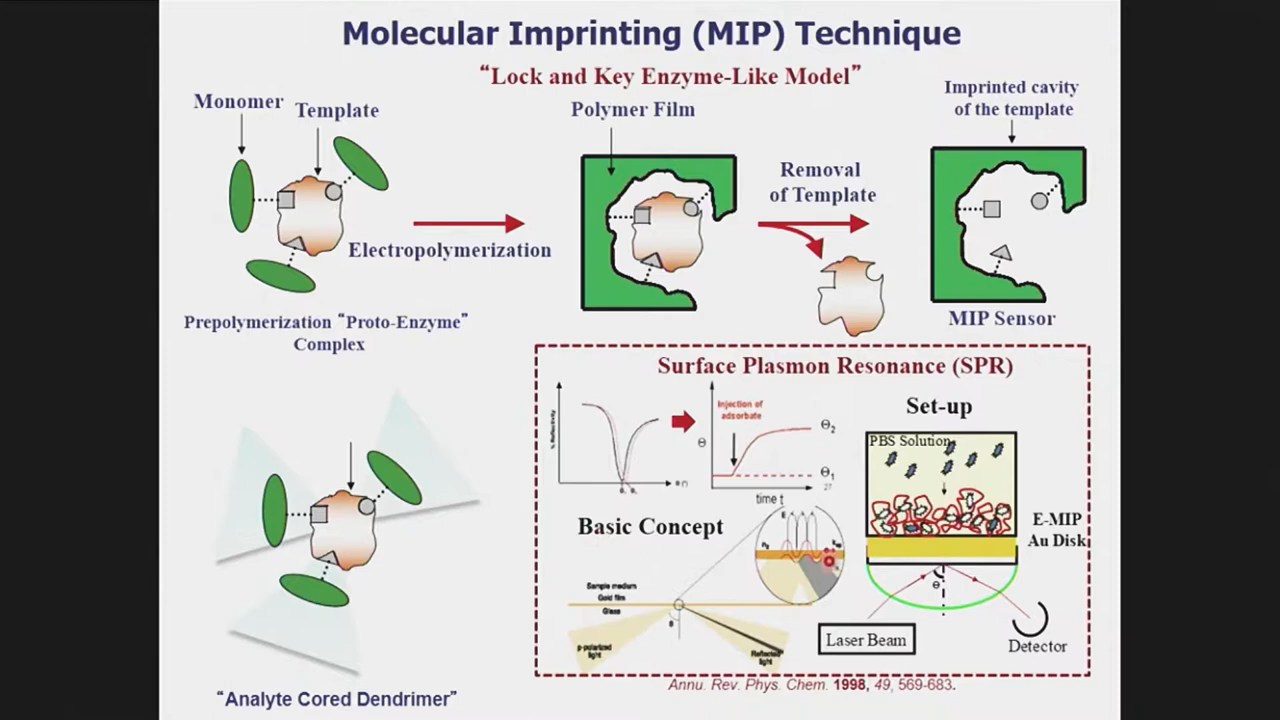 Molecular Imprinting (MIP) Technique
“Lock and Key Enzyme-Like Model”
Monomer
Template
Polymer Film
Imprinted cavity
of the template
Removal
of Template
Electropolymerization
Prepolymerization “Proto-Enzyme”
Complex
MIP Sensor
Surface Plasmon Resonance (SPR)
% Reflectivity
Injection of
adsorbate
Θ
Θ2
Θ1
27
time t
Set-up
PBS Solution
E-MIP
Au Disk
Basic Concept
Sample medium
Gold film
Glass
θ
p-polarized
light
Reflected
light
Θ
Laser Beam
Detector
“Analyte Cored Dendrimer”
Annu. Rev. Phys. Chem. 1998, 49, 569-683.